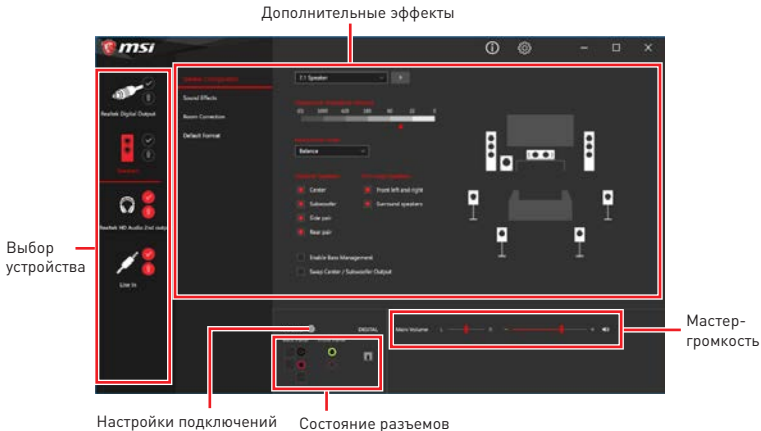 Дополнительные эффекты
msi
7.1 Speaker
Sound Effects
Room Correction
Default Format
Realtek Digital Output
Speakers
Realtek HD Audio 2nd output
Line In
Balance
Center
Subwoofer
Side pair
Rear pair
Front left and right
Surround speakers
Enable Bass Management
Swap Center / Subwoofer Output
Выбор
устройства
DIGITAL
Main Volume
L
R
-
+
Мастер-
громкость
Настройки подключений
Состояние разъемов